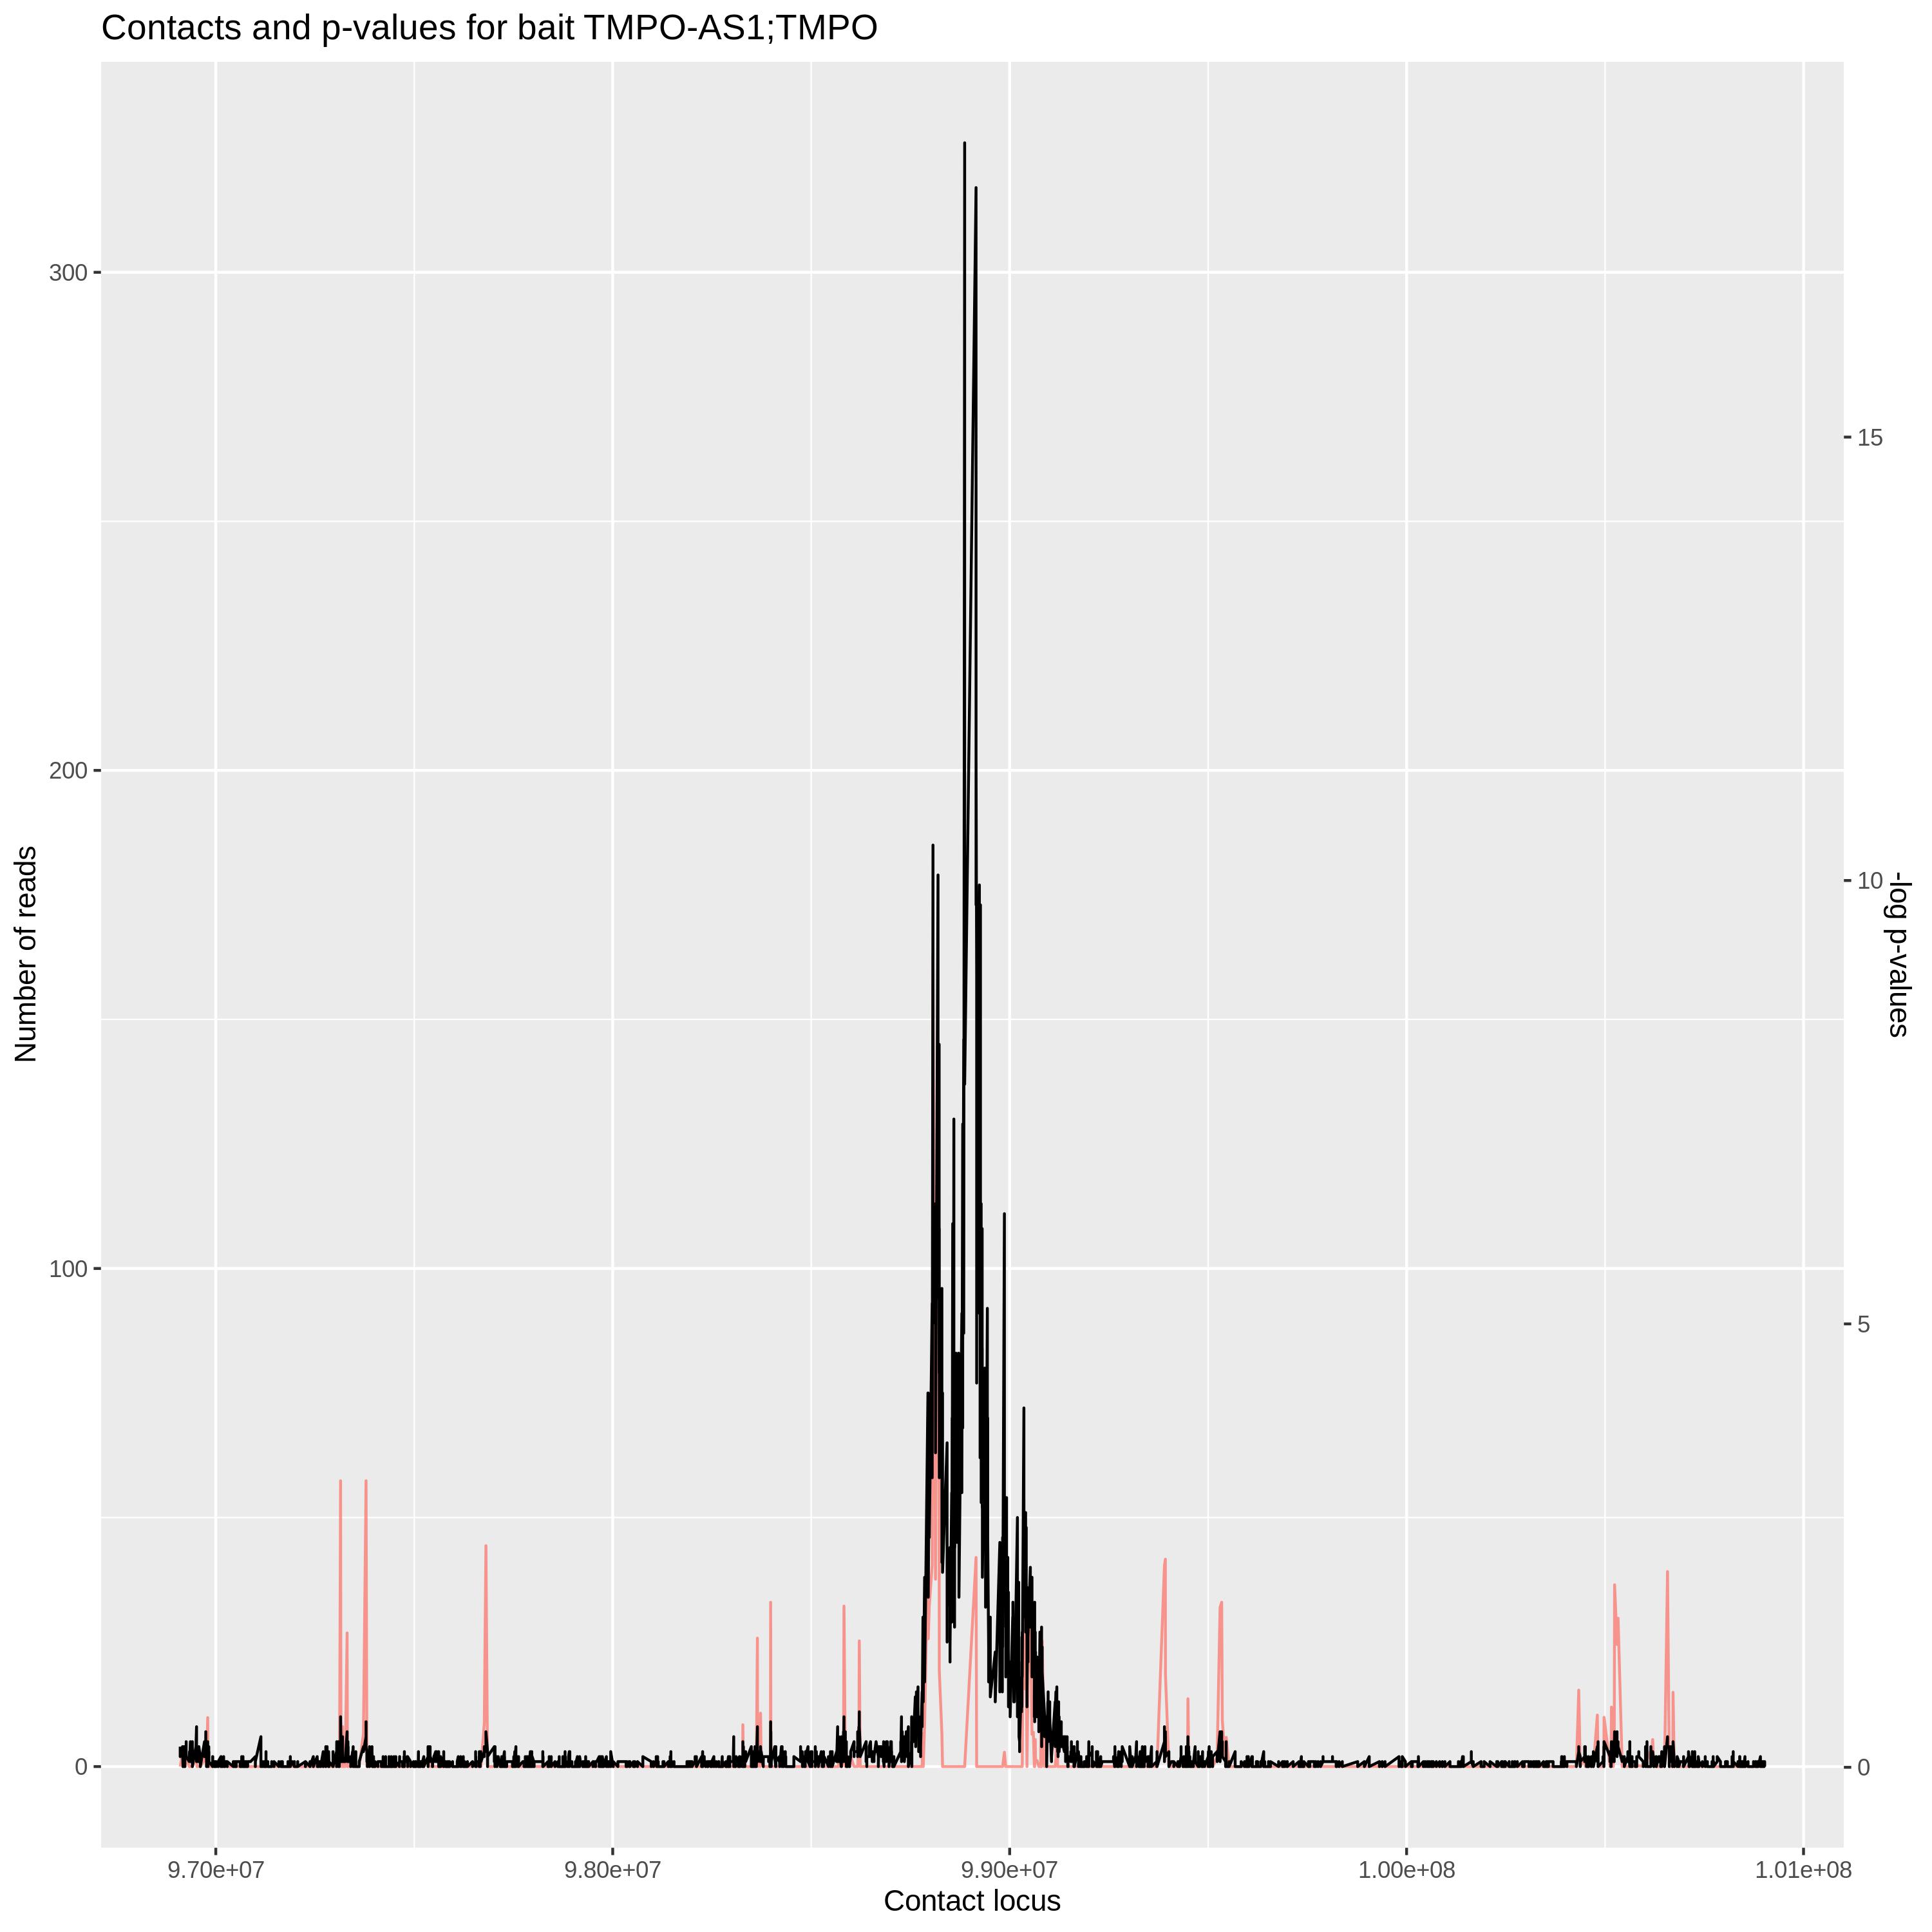 Contacts and p-values for bait TMPO-AS1;TMPO
300
200
100
0
Number of reads
15
10
5
0
-log p-values
9.70e+07
9.80e+07
9.90e+07
1.00e+08
1.01e+08
Contact locus